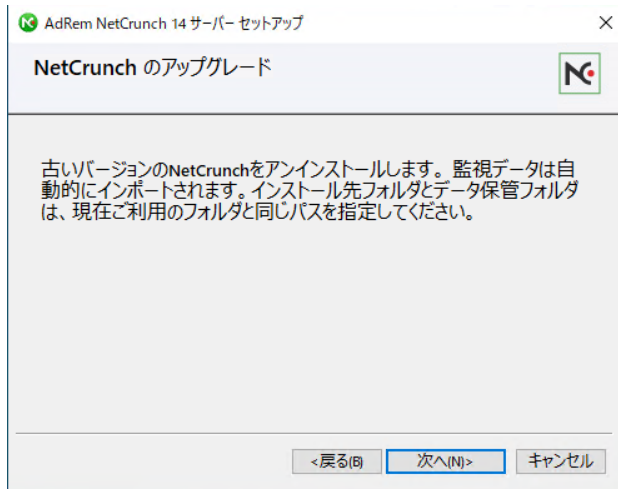 AdRem NetCrunch 14 サーバー セットアップ
NetCrunch のアップグレード
古いバージョンのNetCrunchをアンインストールします。監視データは自
動的にインポートされます。インストール先フォルダとデータ保管フォルダ
は、現在ご利用のフォルダと同じパスを指定してください。
<戻る(B) 次へ(N)> キャンセル